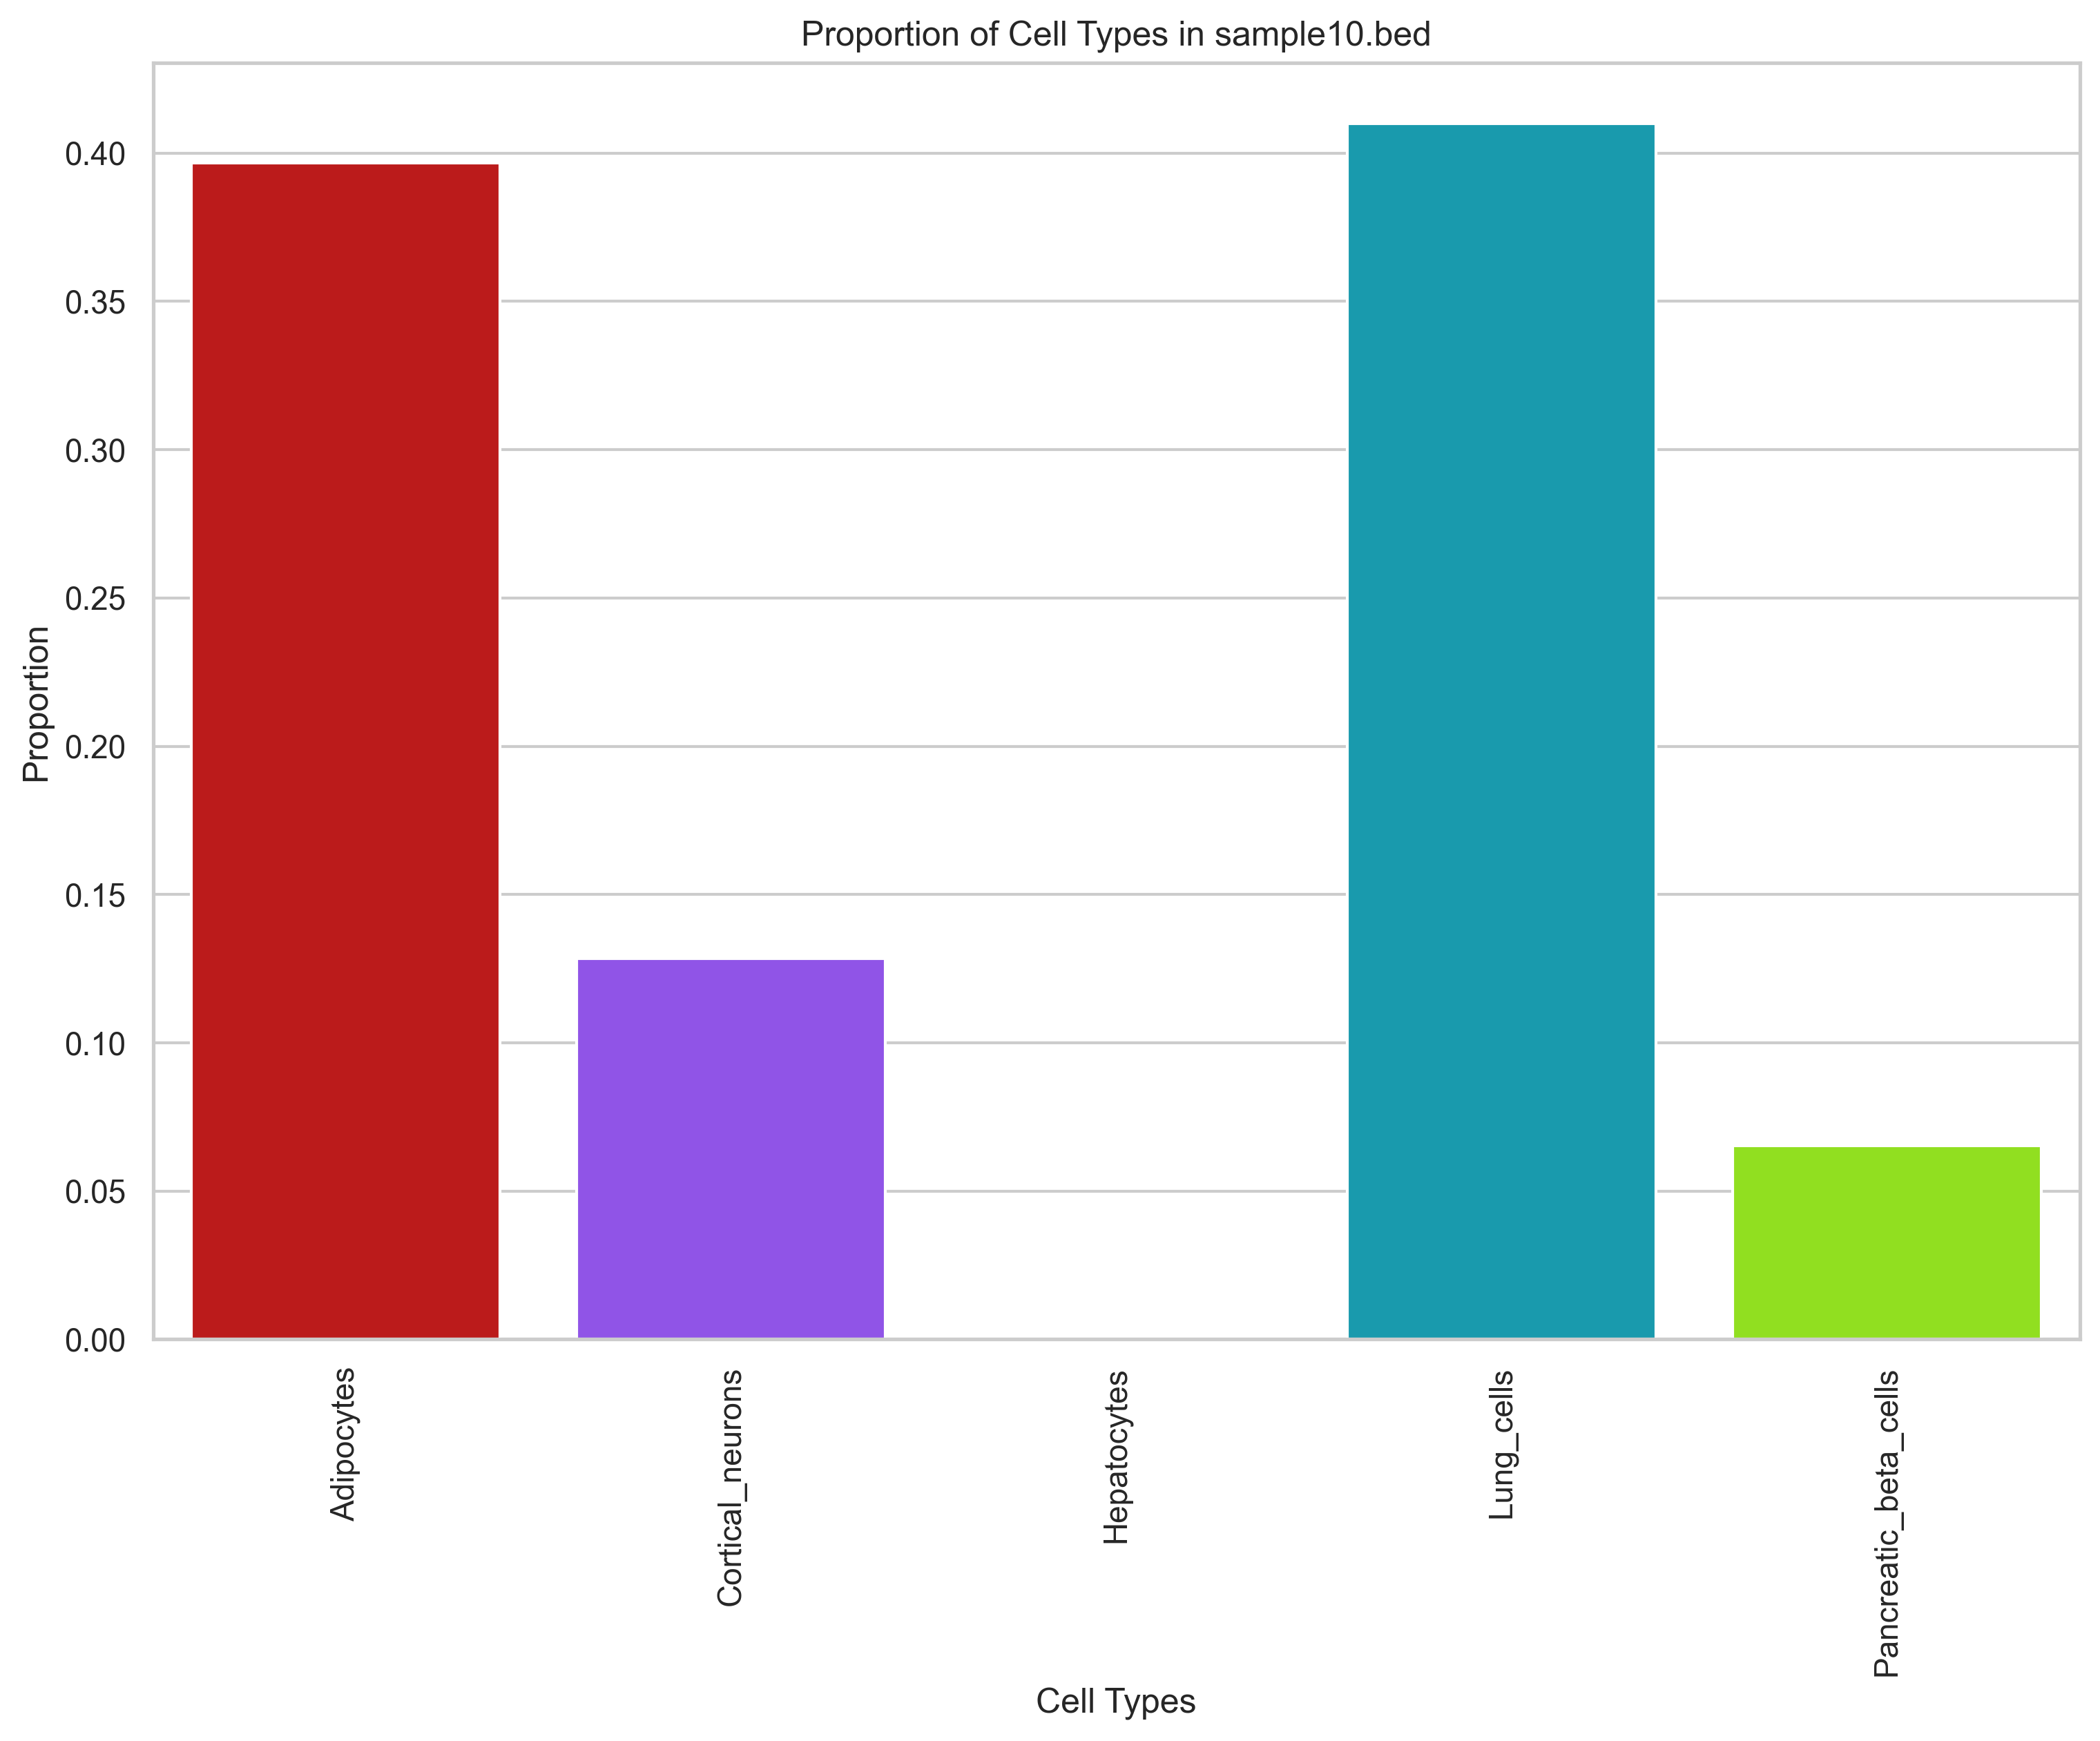 Proportion of Cell Types in sample10.bed
Proportion
0.40
0.35
0.30
0.25
0.20
0.15
0.10
0.05
0.00
Adipocytes
Cortical_neurons
Hepatocytes
Lung_cells
Pancreatic_beta_cells
Cell Types